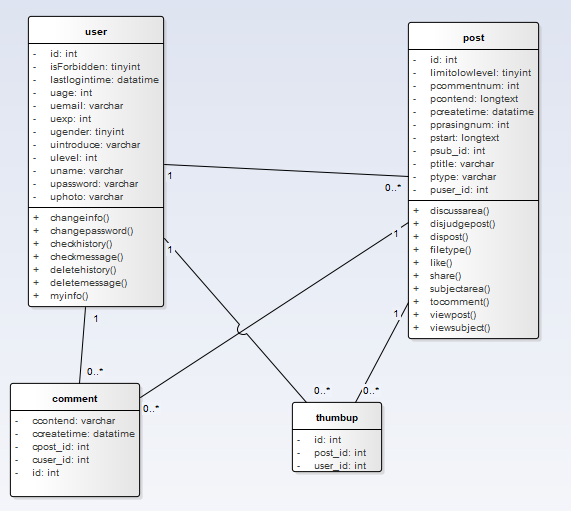 user
- id: int
- isForbidden: tinyint
- lastlogintime: datatime
- uage: int
- uemail: varchar
- uexp: int
- ugender: tinyint
- uintroduce: varchar
- ulevel: int
- uname: varchar
- upassword: varchar
- uphoto: varchar
+ changeinfo()
+ changepassword()
+ checkhistory()
+ checkmessage()
+ deletehistory()
+ deletemessage()
+ myinfo()
post
- id: int
- limitolowlevel: tinyint
- pcommentnum: int
- pcontend: longtext
- pcreatetime: datatime
- pprasingnum: int
- pstart: longtext
- psub_id: int
- ptitle: varchar
- ptype: varchar
- puser_id: int
+ discussarea()
+ disjudgepost()
+ dispost()
+ filetype()
+ like()
+ share()
+ subjectarea()
+ tocomment()
+ viewpost()
+ viewsubject()
1
0..*
1
1
1
1
0..*
0..*
0..*
0..*
comment
- ccontend: varchar
- ccreatetime: datatime
- cpost_id: int
- cuser_id: int
- id: int
thumbup
- id: int
- post_id: int
- user_id: int